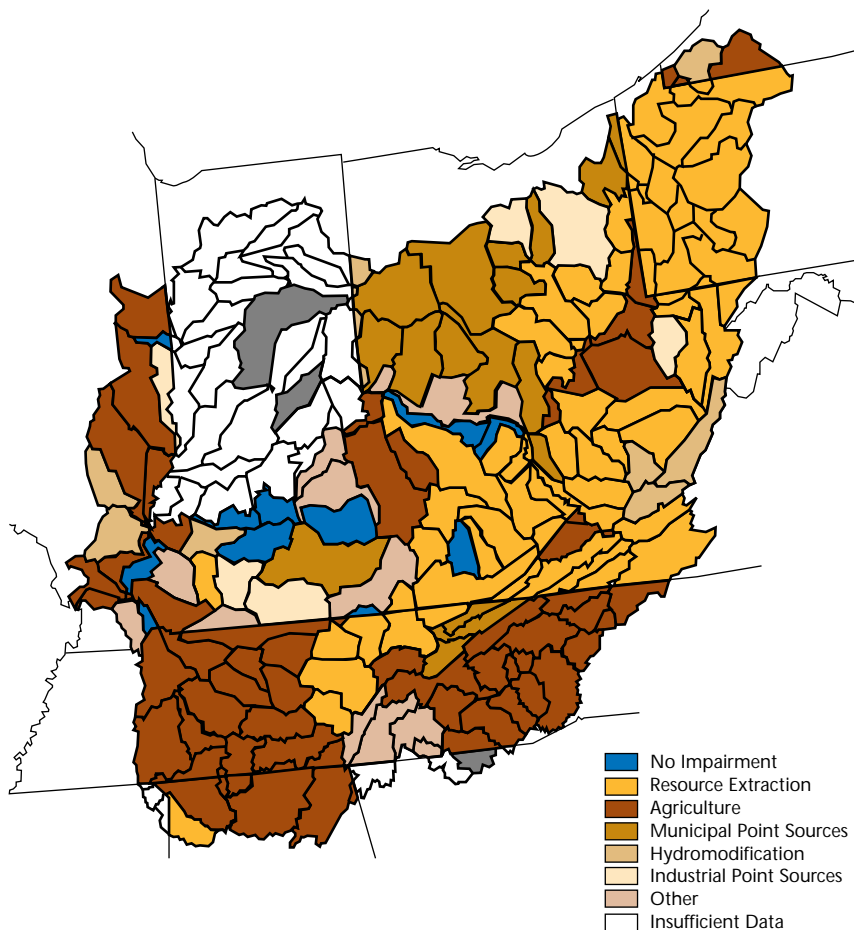 No Impairment
Resource Extraction
Agriculture
Municipal Point Sources
Hydromodification
Industrial Point Sources
Other
Insufficient Data